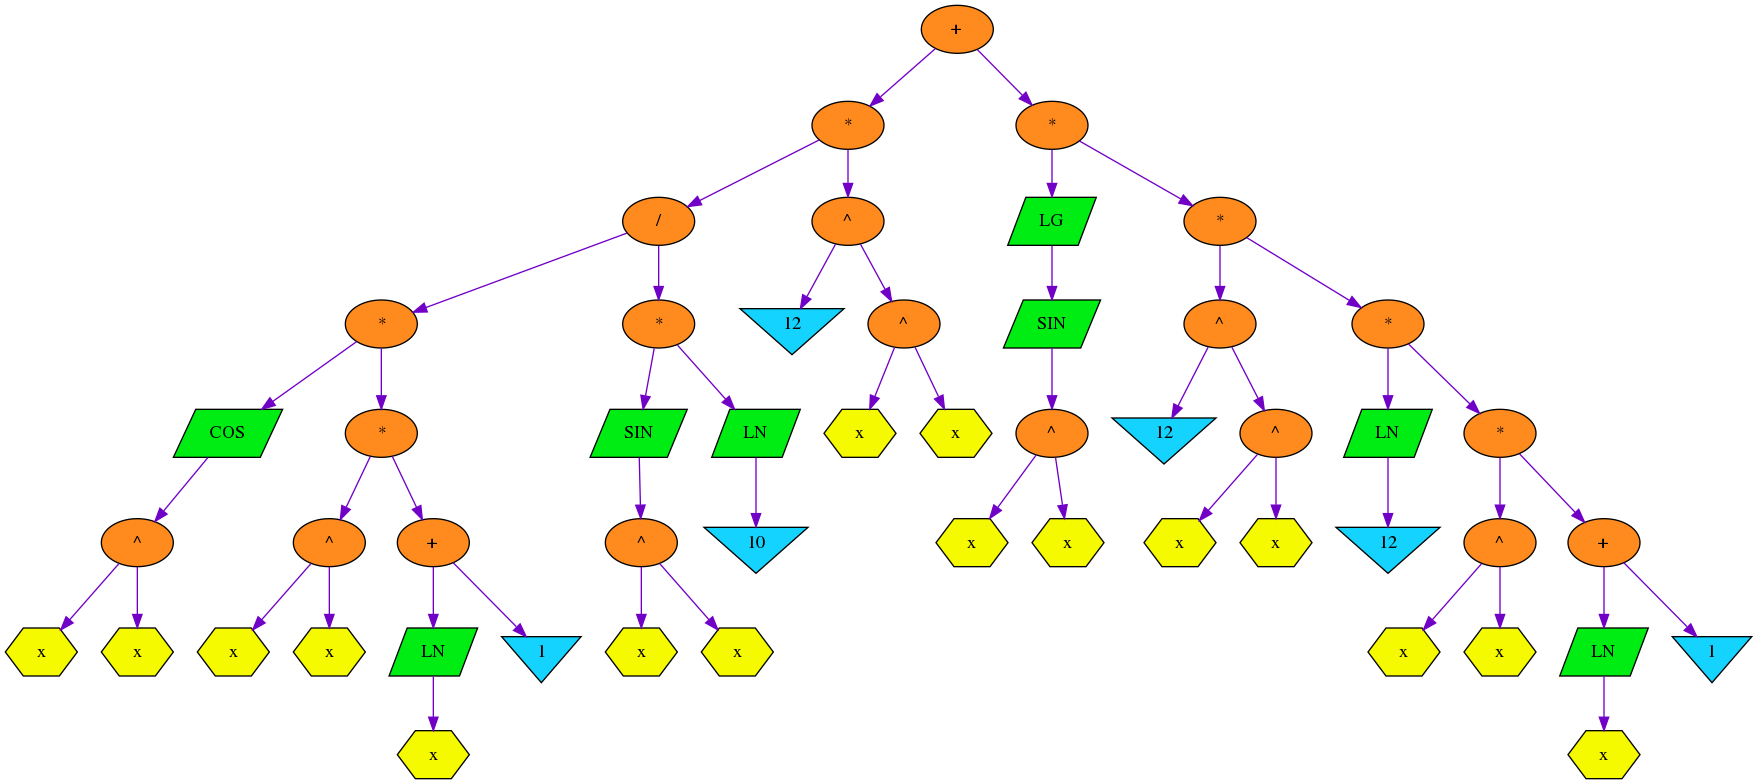 +
* *
/ ^ LG *
* * 12 ^ SIN ^ *
COS * SIN LN x x ^ 12 ^ LN *
^ ^ + ^ 10 x x x x 12 ^ +
x x x x LN 1 x x x x LN 1
x x